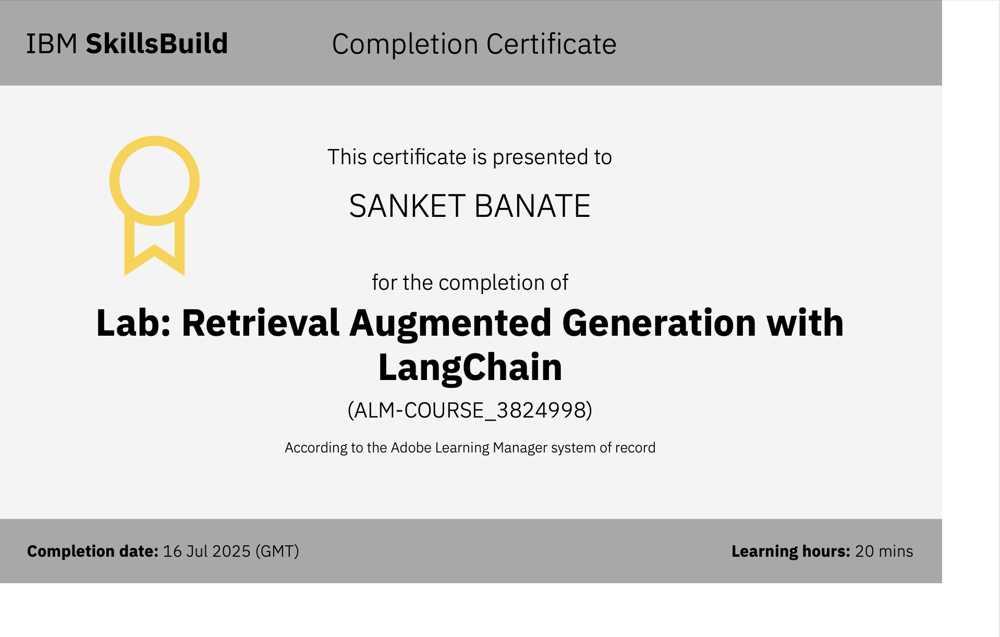 IBM SkillsBuild
Completion Certificate
This certificate is presented to
SANKET BANATE
for the completion of
Lab: Retrieval Augmented Generation with
LangChain
(ALM-COURSE_3824998)
According to the Adobe Learning Manager system of record
Completion date: 16 Jul 2025 (GMT)
Learning hours: 20 mins